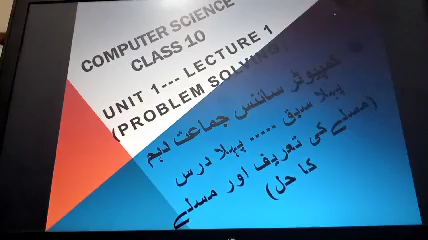 COMPUTER SCIENCE
CLASS 10
UNIT 1--- LECTURE 1
(PROBLEM SOLVING)
کمپیوٹر سائنس جماعت دہم
پہلا سبق ----- پہلا درس
(مسئلے کی تعریف اور مسئلے
کا حل)